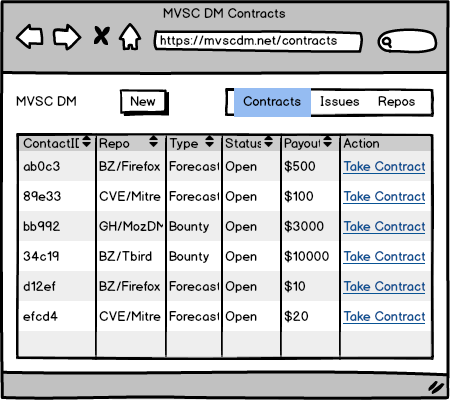 MVSC DM Contracts
https://mvscdm.net/contracts
MVSC DM New Contracts Issues Repos
ContactI Repo Type Status Payou Action
ab0c3 BZ/Firefox Forecast Open $500 Take Contract
89e33 CVE/Mitre Forecast Open $100 Take Contract
bb992 GH/MozDM Bounty Open $3000 Take Contract
34c19 BZ/Tbird Bounty Open $10000 Take Contract
d12ef BZ/Firefox Forecast Open $10 Take Contract
efcd4 CVE/Mitre Forecast Open $20 Take Contract